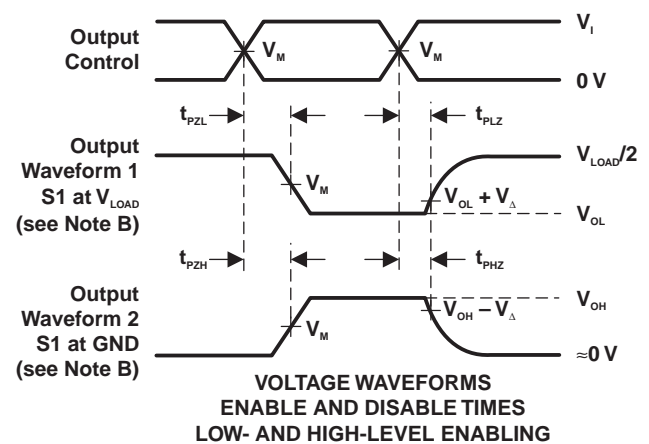 Output
Control
V_M
V_M
V_I
0 V
t_PZL
t_PLZ
Output
Waveform 1
S1 at V_LOAD
(see Note B)
V_M
V_OL + V_Δ
V_LOAD/2
V_OL
t_PZH
t_PHZ
Output
Waveform 2
S1 at GND
(see Note B)
V_M
V_OH − V_Δ
V_OH
≈0 V
VOLTAGE WAVEFORMS
ENABLE AND DISABLE TIMES
LOW- AND HIGH-LEVEL ENABLING